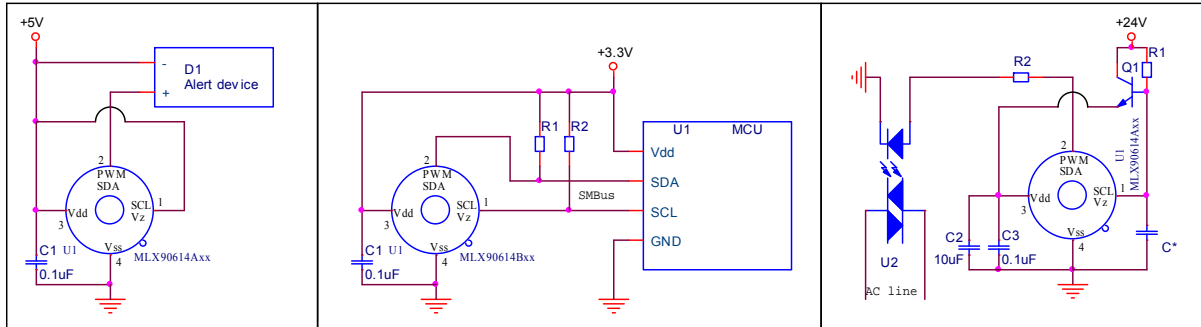 +5V
-
D1
Alert device
+
2
PWM
SDA
SCL
Vz
1
Vdd
3
Vss
4
C1
U1
MLX90614Axx
0.1uF
+3.3V
R1
R2
U1
MCU
Vdd
SDA
SMBus
SCL
GND
2
PWM
SDA
SCL
Vz
1
Vdd
3
Vss
4
C1
U1
MLX90614Bxx
0.1uF
+24V
R1
Q1
R2
U1
MLX90614Axx
2
PWM
SDA
SCL
Vz
1
Vdd
3
Vss
4
C2
10uF
C3
0.1uF
C*
U2
AC line